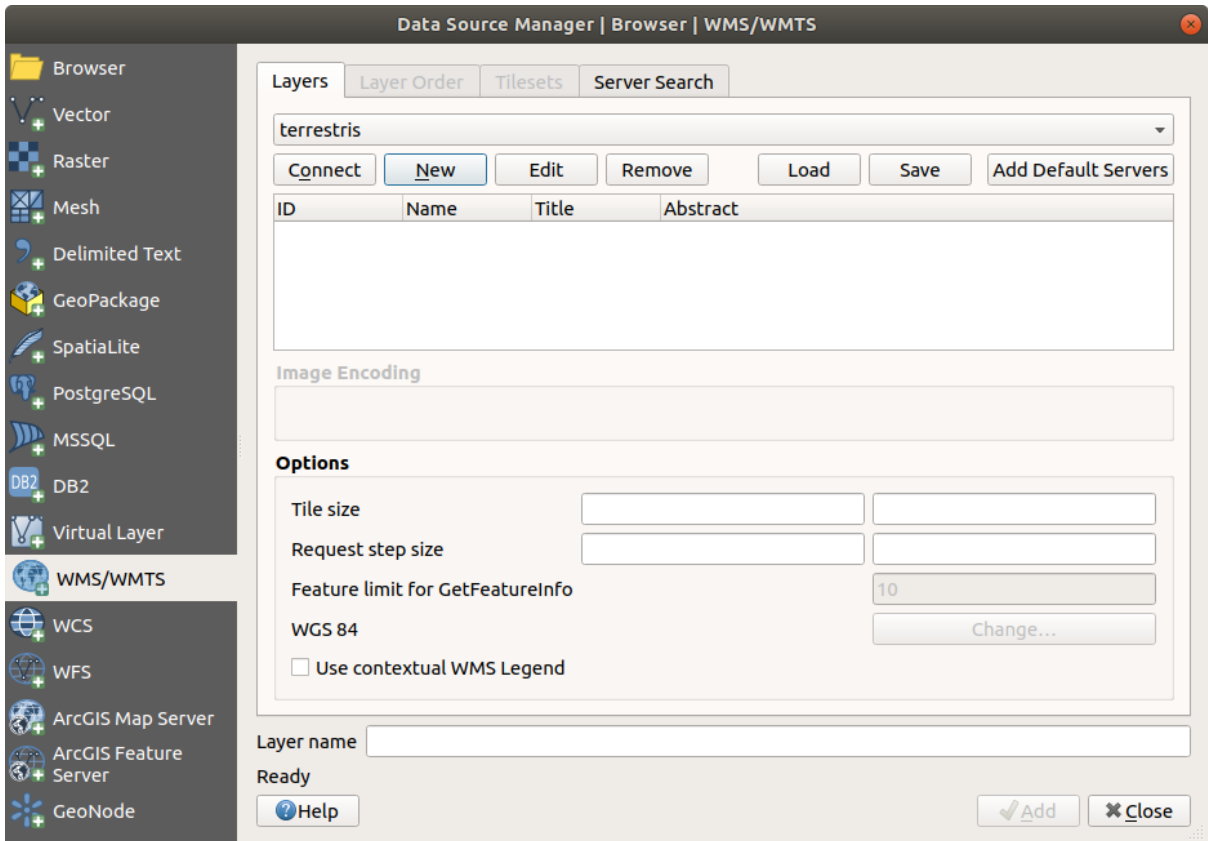 Data Source Manager | Browser | WMS/WMTS
Browser
Vector
Raster
Mesh
Delimited Text
GeoPackage
SpatiaLite
PostgreSQL
MSSQL
DB2 DB2
Virtual Layer
WMS/WMTS
WCS
WFS
ArcGIS Map Server
ArcGIS Feature
Server
GeoNode
Layers Layer Order Tilesets Server Search
terrestris
Connect New Edit Remove Load Save Add Default Servers
ID Name Title Abstract
Image Encoding
Options
Tile size
Request step size
Feature limit for GetFeatureInfo 10
WGS 84 Change...
Use contextual WMS Legend
Layer name
Ready
Help Add Close